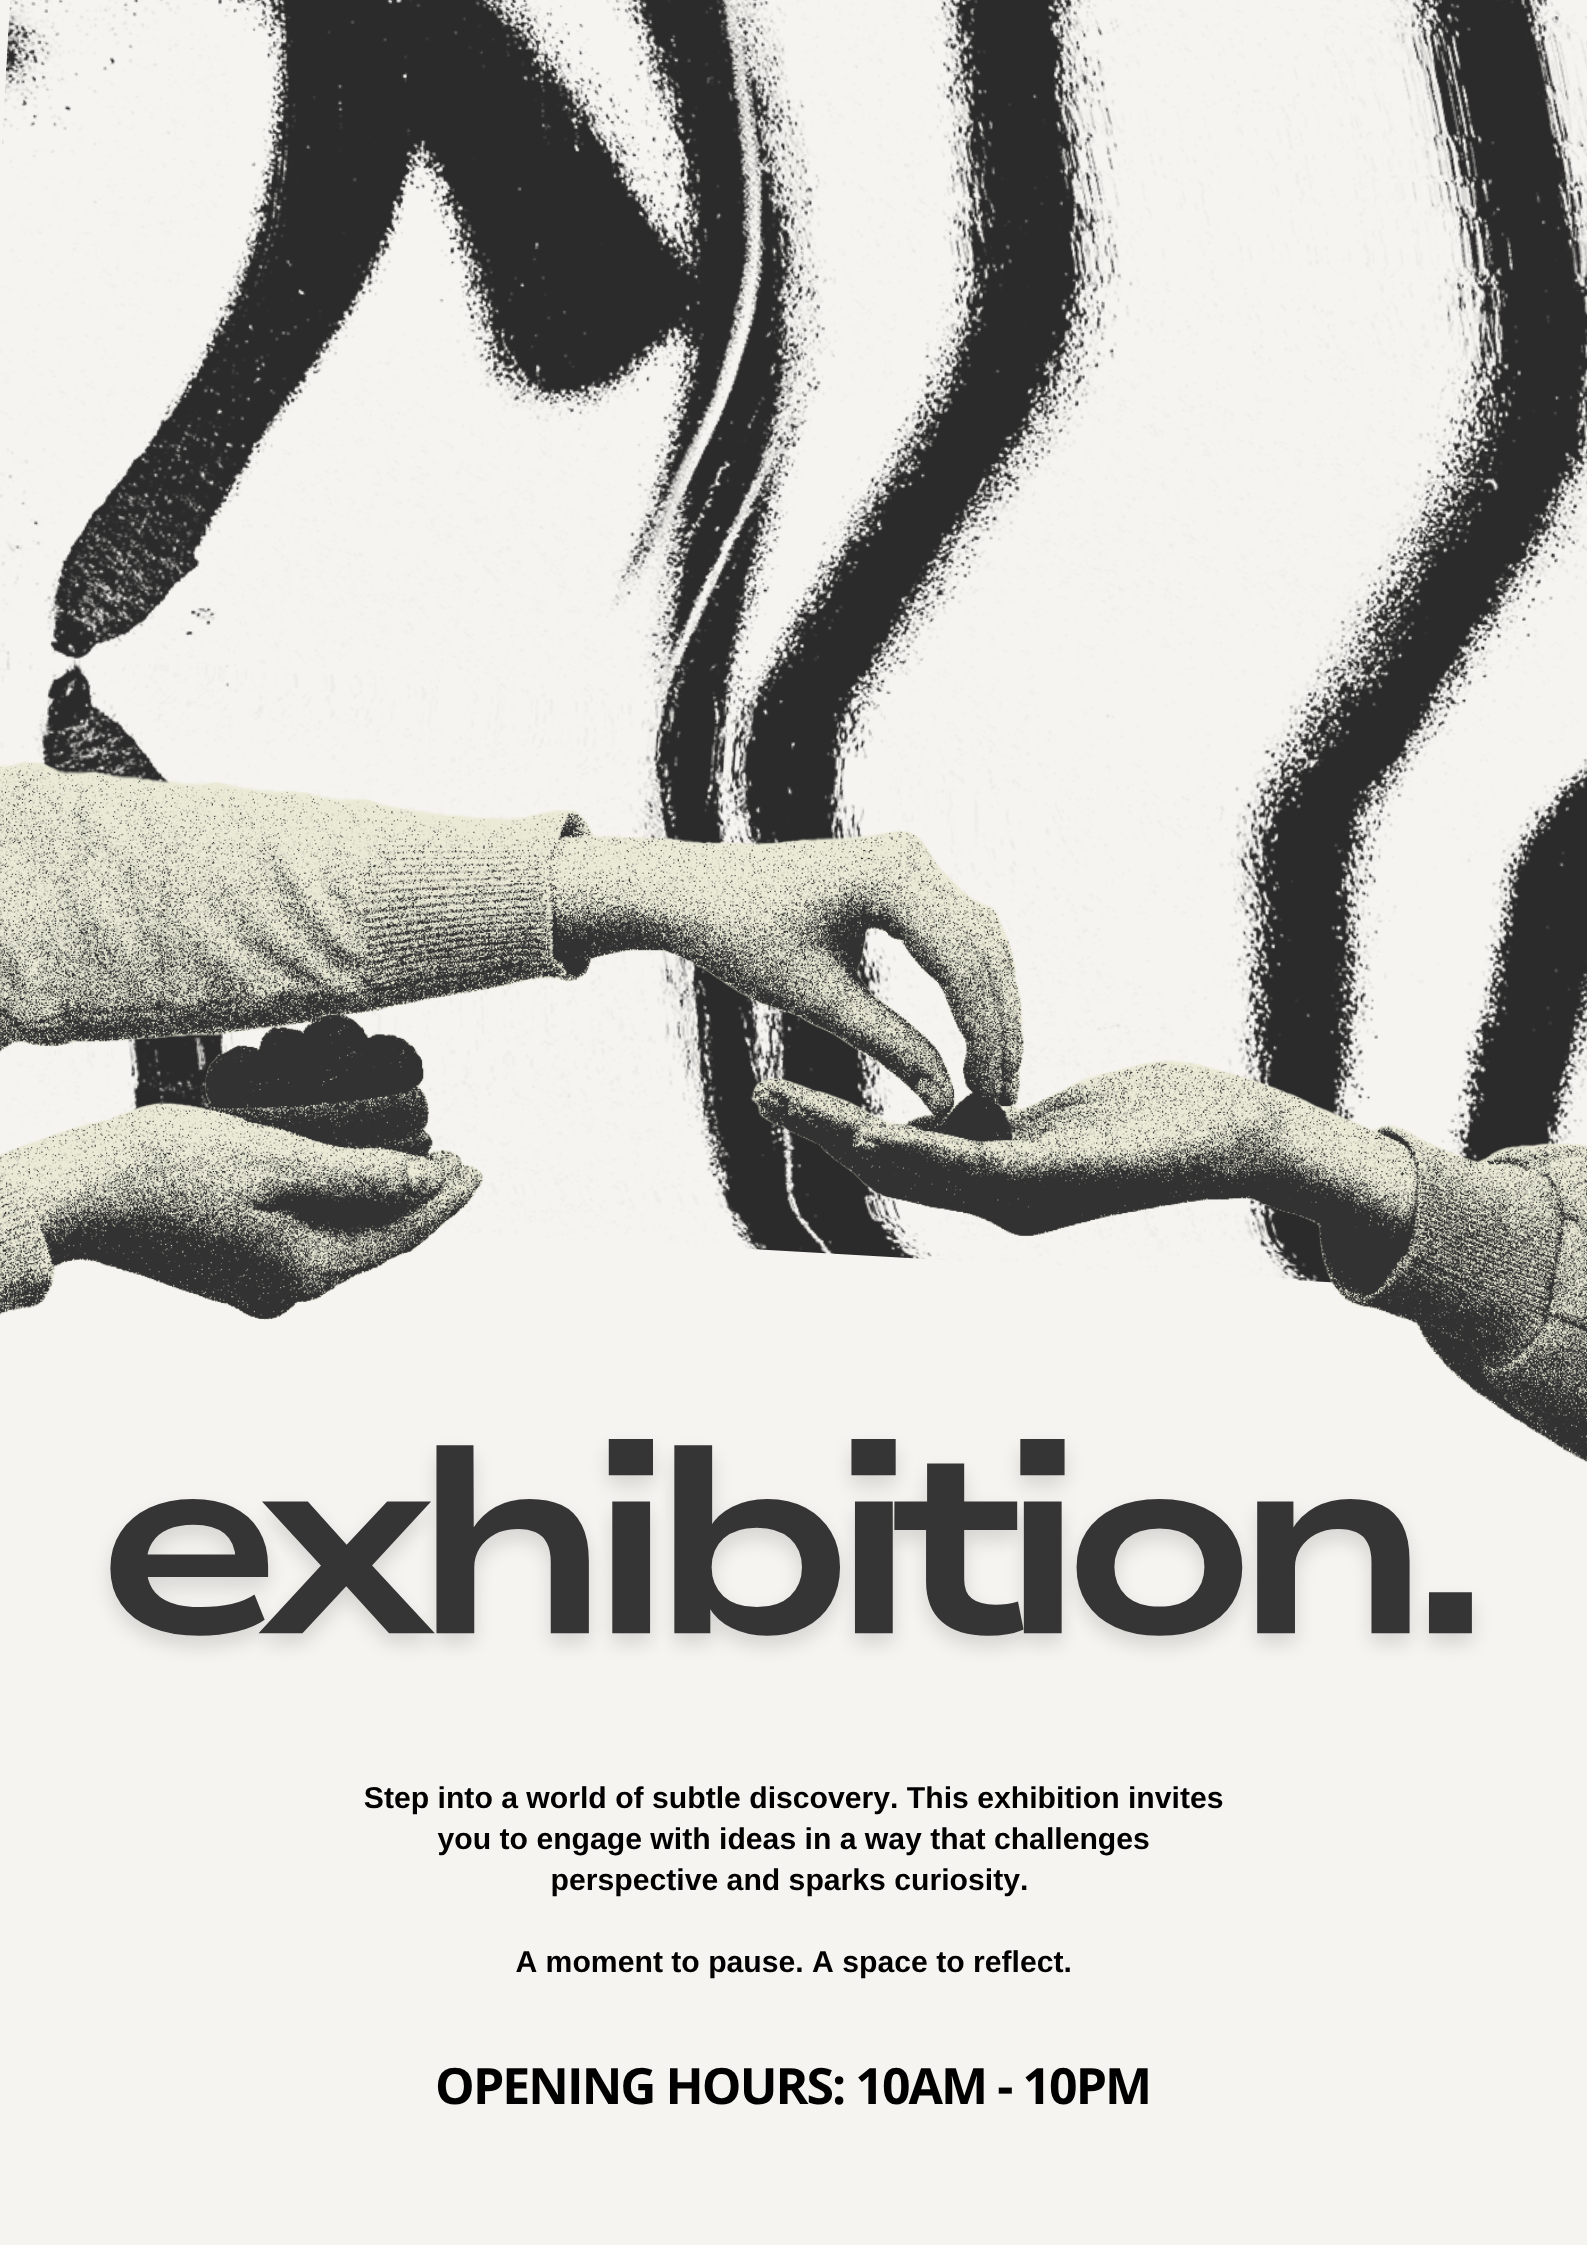 exhibition.
Step into a world of subtle discovery. This exhibition invites
you to engage with ideas in a way that challenges
perspective and sparks curiosity.
A moment to pause. A space to reflect.
OPENING HOURS: 10AM - 10PM